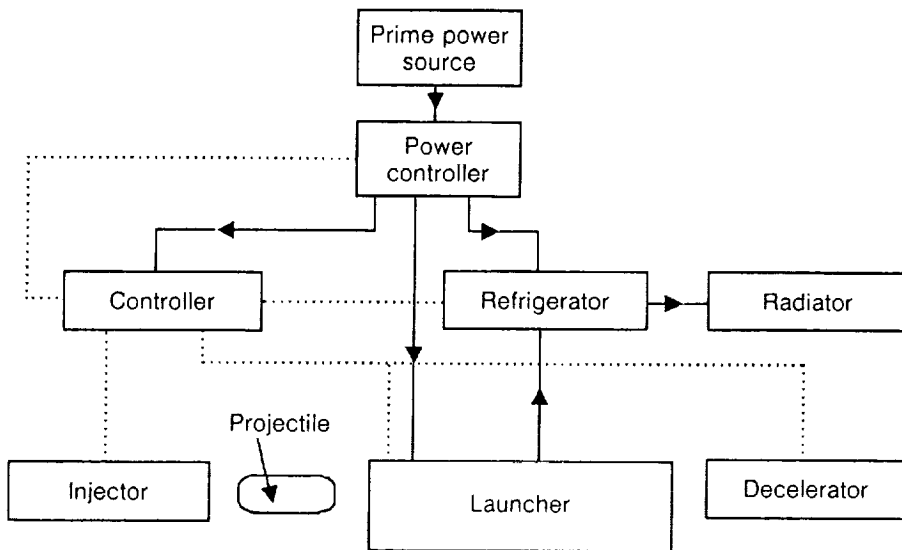 Prime power
source
Power
controller
Controller
Refrigerator
Radiator
Projectile
Injector
Launcher
Decelerator